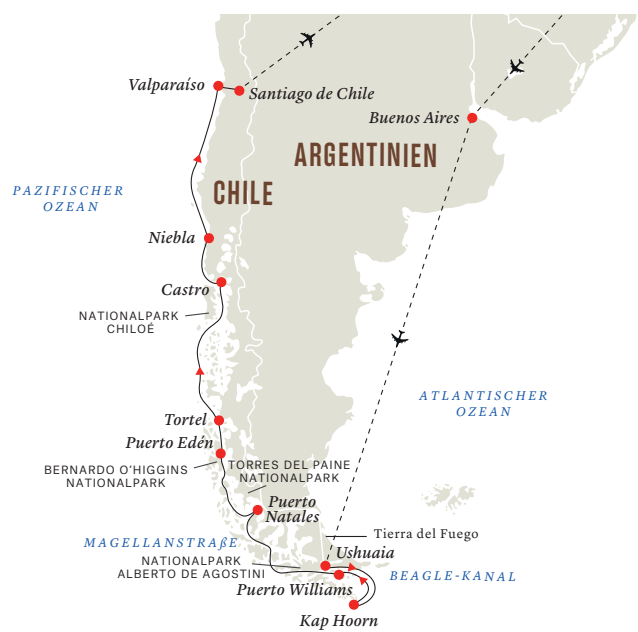 Valparaíso
Santiago de Chile
Buenos Aires
ARGENTINIEN
CHILE
PAZIFISCHER
OZEAN
Niebla
Castro
NATIONALPARK
CHILOÉ
ATLANTISCHER
OZEAN
Tortel
Puerto Edén
BERNARDO O'HIGGINS
NATIONALPARK
TORRES DEL PAINE
NATIONALPARK
Puerto
Natales
MAGELLANSTRAßE
Tierra del Fuego
Ushuaia
NATIONALPARK
ALBERTO DE AGOSTINI
BEAGLE-KANAL
Puerto Williams
Kap Hoorn